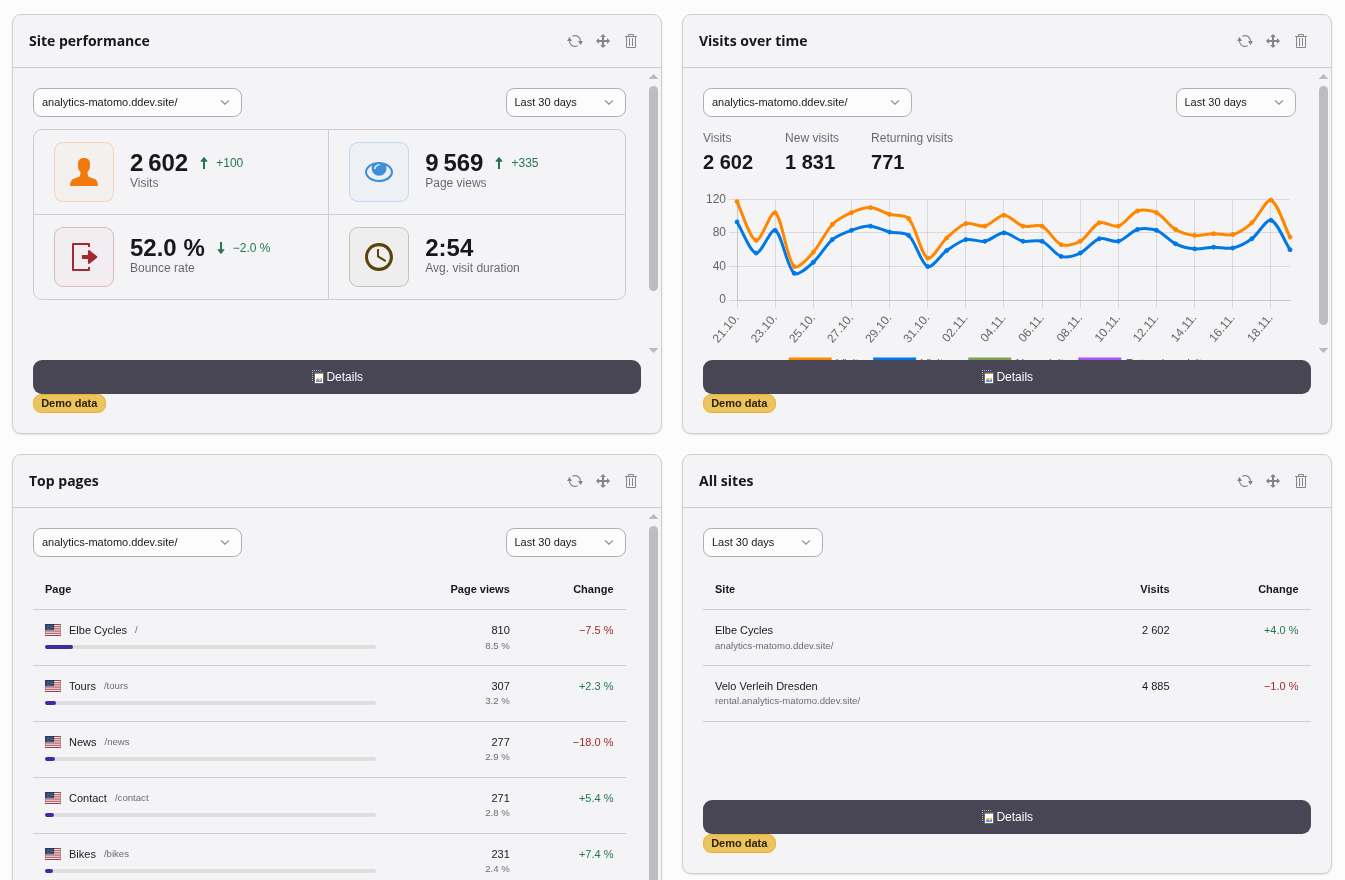 Site performance
analytics-matomo.ddev.site/
Last 30 days
2 602
+100
Visits
9 569
+335
Page views
52.0 %
−2.0 %
Bounce rate
2:54
Avg. visit duration
Details
Demo data
Visits over time
analytics-matomo.ddev.site/
Last 30 days
Visits New visits Returning visits
2 602 1 831 771
120
80
40
0
21.10. 23.10. 25.10. 27.10. 29.10. 31.10. 02.11. 04.11. 06.11. 08.11. 10.11. 12.11. 14.11. 16.11. 18.11.
Details
Demo data
Top pages
analytics-matomo.ddev.site/
Last 30 days
Page Page views Change
Elbe Cycles / 810 −7.5 %
8.5 %
Tours /tours 307 +2.3 %
3.2 %
News /news 277 −18.0 %
2.9 %
Contact /contact 271 +5.4 %
2.8 %
Bikes /bikes 231 +7.4 %
2.4 %
All sites
Last 30 days
Site Visits Change
Elbe Cycles 2 602 +4.0 %
analytics-matomo.ddev.site/
Velo Verleih Dresden 4 885 −1.0 %
rental.analytics-matomo.ddev.site/
Details
Demo data